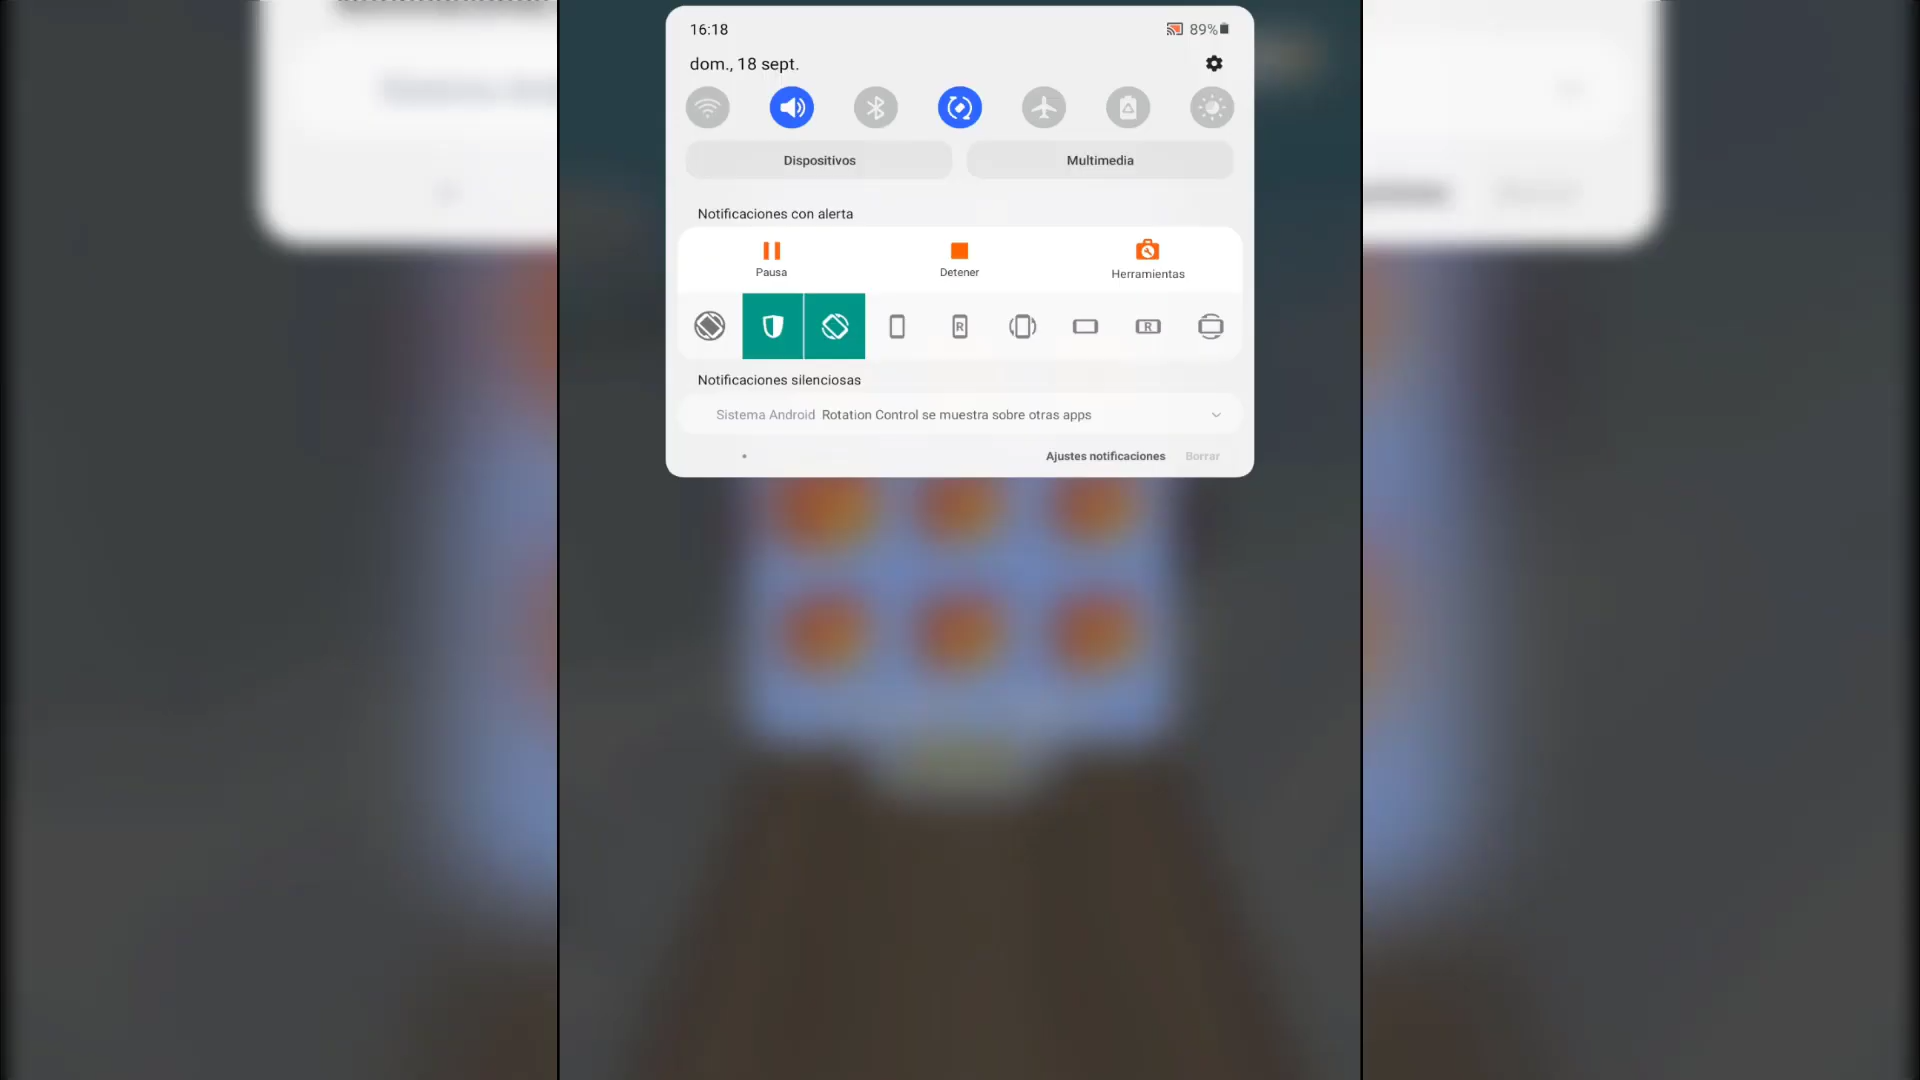 16:18
89%
dom., 18 sept.
Dispositivos
Multimedia
Notificaciones con alerta
Pausa
Detener
Herramientas
R
R
Notificaciones silenciosas
Sistema Android Rotation Control se muestra sobre otras apps
Ajustes notificaciones
Borrar